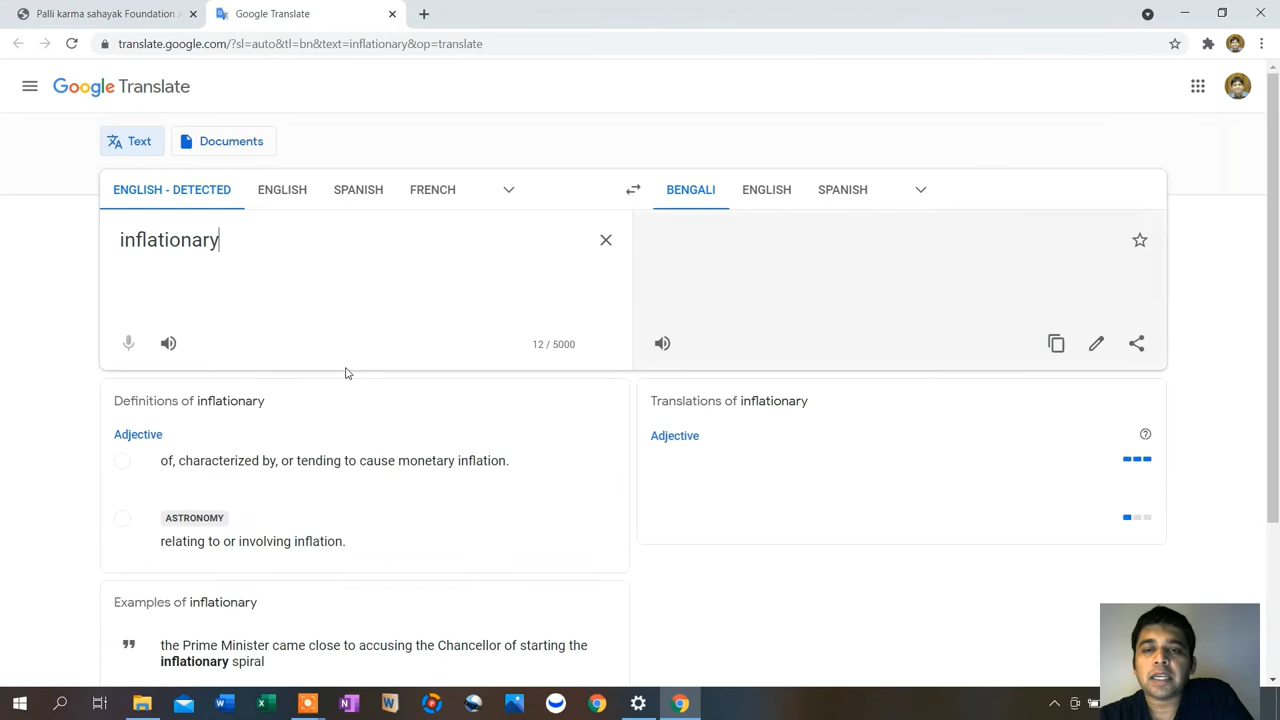 Palli karma sahayak Foundation
Google Translate
translate.google.com/?sl=auto&tl=bn&text=inflationary&op=translate
Google Translate
Text
Documents
ENGLISH - DETECTED ENGLISH SPANISH FRENCH
BENGALI ENGLISH SPANISH
inflationary
12 / 5000
Definitions of inflationary
Adjective
of, characterized by, or tending to cause monetary inflation.
ASTRONOMY
relating to or involving inflation.
Translations of inflationary
Adjective
Examples of inflationary
the Prime Minister came close to accusing the Chancellor of starting the
inflationary spiral